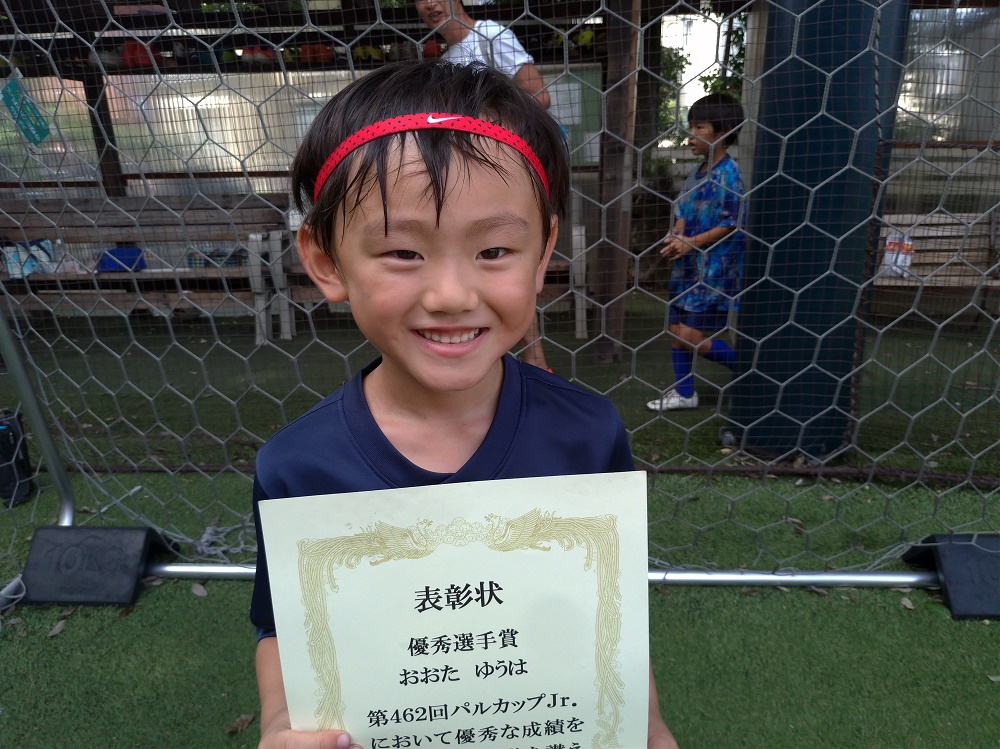 表彰状
優秀選手賞
おおた ゆうは
第462回パルカップJr.
において優秀な成績を